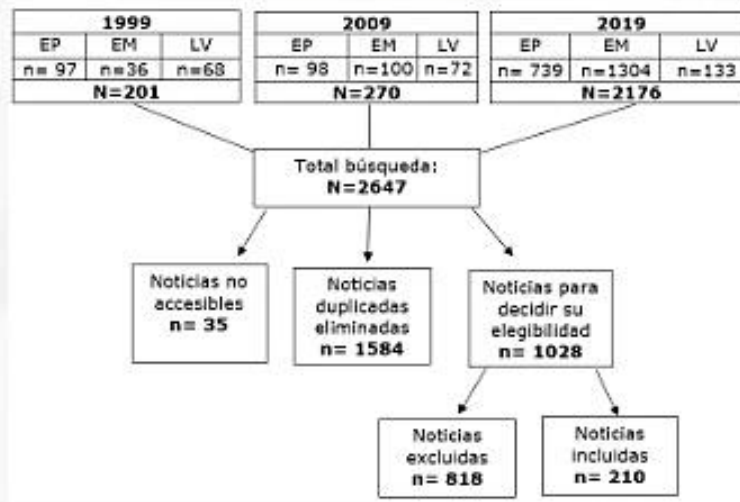 1999
EP EM LV
n= 97 n=36 n=68
N=201
2009
EP EM LV
n= 98 n=100 n=72
N=270
2019
EP EM LV
n= 739 n=1304 n=133
N=2176
Total búsqueda:
N=2647
Noticias no
accesibles
n= 35
Noticias
duplicadas
eliminadas
n= 1584
Noticias para
decidir su
elegibilidad
n= 1028
Noticias
excluidas
n= 818
Noticias
incluidas
n= 210